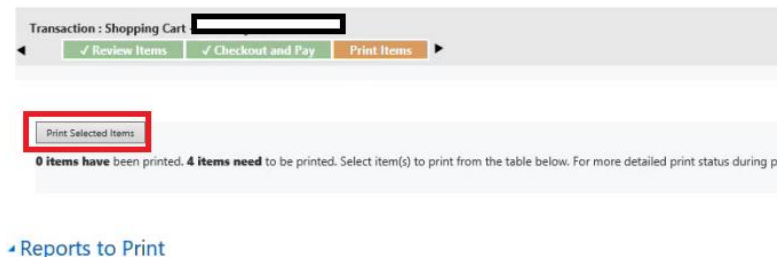 Transaction : Shopping Cart -
✓ Review Items ✓ Checkout and Pay Print Items
Print Selected Items
0 items have been printed. 4 items need to be printed. Select item(s) to print from the table below. For more detailed print status during p
Reports to Print